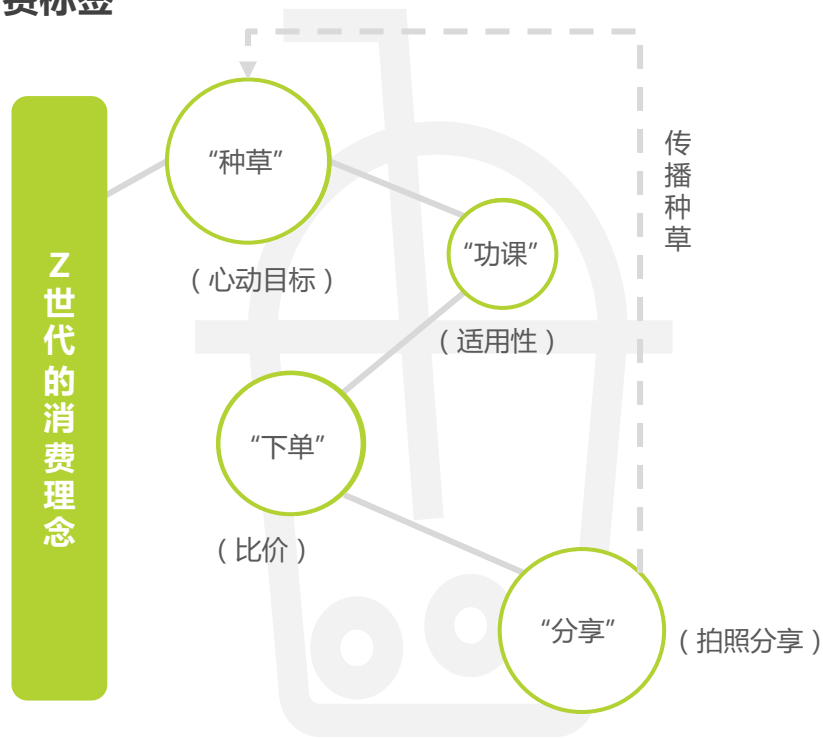 费标签
Z世代的消费理念
“种草”
（心动目标）
“功课”
（适用性）
“下单”
（比价）
“分享”
（拍照分享）
传播种草